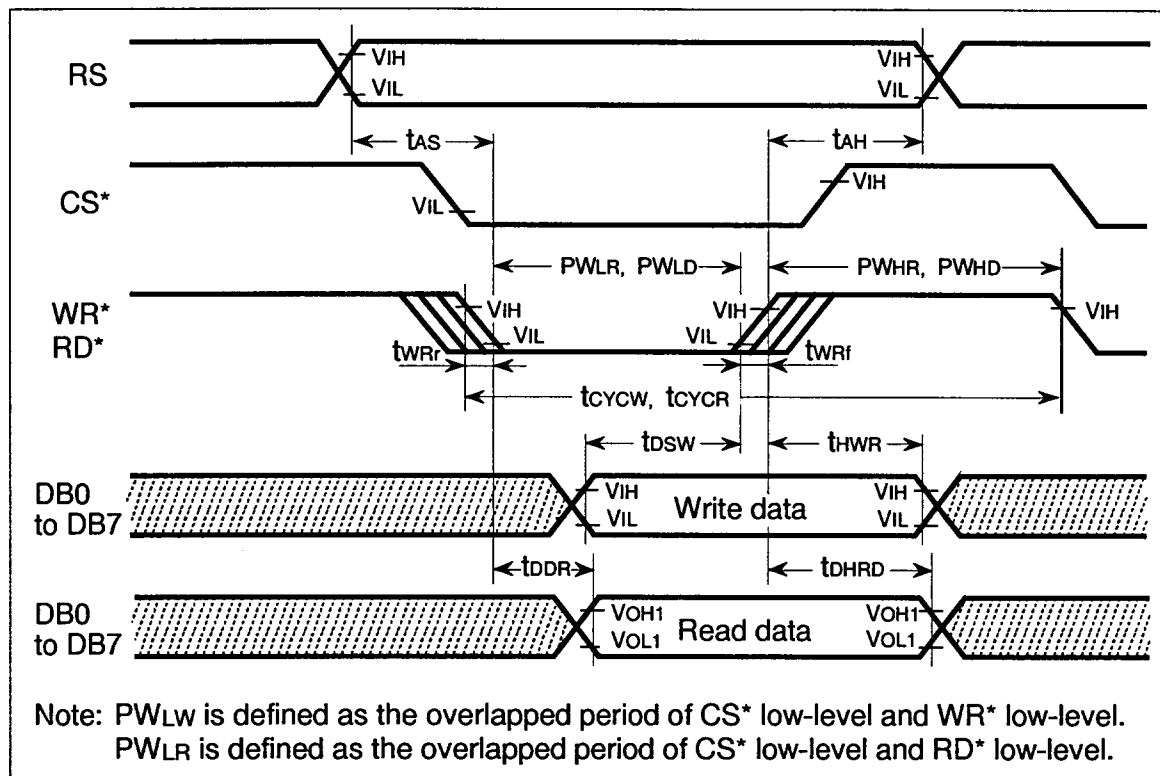 RS
VIH
VIL
VIH
VIL
tAS
tAH
CS*
VIL
VIH
PWLR, PWLD
PWHR, PWHD
WR*
RD*
VIH
VIL
VIH
VIL
VIH
tWRr
tWRf
tCYCW, tCYCR
tDSW
tHWR
DB0
to DB7
VIH
VIL
Write data
VIH
VIL
tDDR
tDHRD
DB0
to DB7
VOH1
VOL1
Read data
VOH1
VOL1
Note: PWLW is defined as the overlapped period of CS* low-level and WR* low-level.
PWLR is defined as the overlapped period of CS* low-level and RD* low-level.